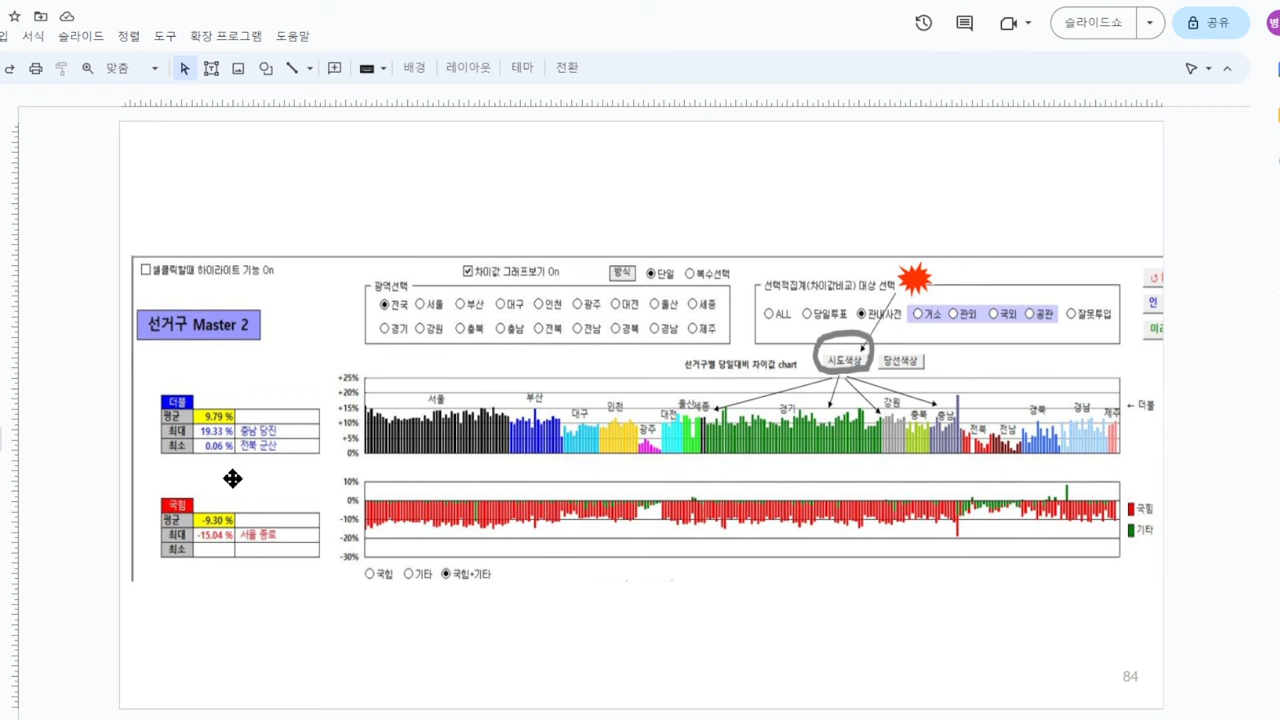 입 서식 슬라이드 정렬 도구 확장 프로그램 도움말
슬라이드쇼 공유 병
맞춤 배경 레이아웃 테마 전환
셀클릭할때 하이라이트 기능 On
차이값 그래프보기 On 방식 단일 복수선택
광역선택
전국 서울 부산 대구 인천 광주 대전 울산 세종
경기 강원 충북 충남 전북 전남 경북 경남 제주
선택적집계(차이값비교) 대상 선택
ALL 당일투표 관내사전 거소 관외 국외 공관 잘못투입
인
미리
선거구 Master 2
선거구별 당일대비 차이값 chart 시도색상 당선색상
+25%
+20%
+15%
+10%
+5%
0%
서울 부산 대구 인천 광주 대전 울산 세종 경기 강원 충북 충남 전북 전남 경북 경남 제주
← 더불
더불
평균 9.79 %
최대 19.33 % 충남 당진
최소 0.06 % 전북 군산
국힘
평균 -9.30 %
최대 -15.04 % 서울 종로
최소
10%
0%
-10%
-20%
-30%
국힘
기타
국힘 기타 국힘+기타
84